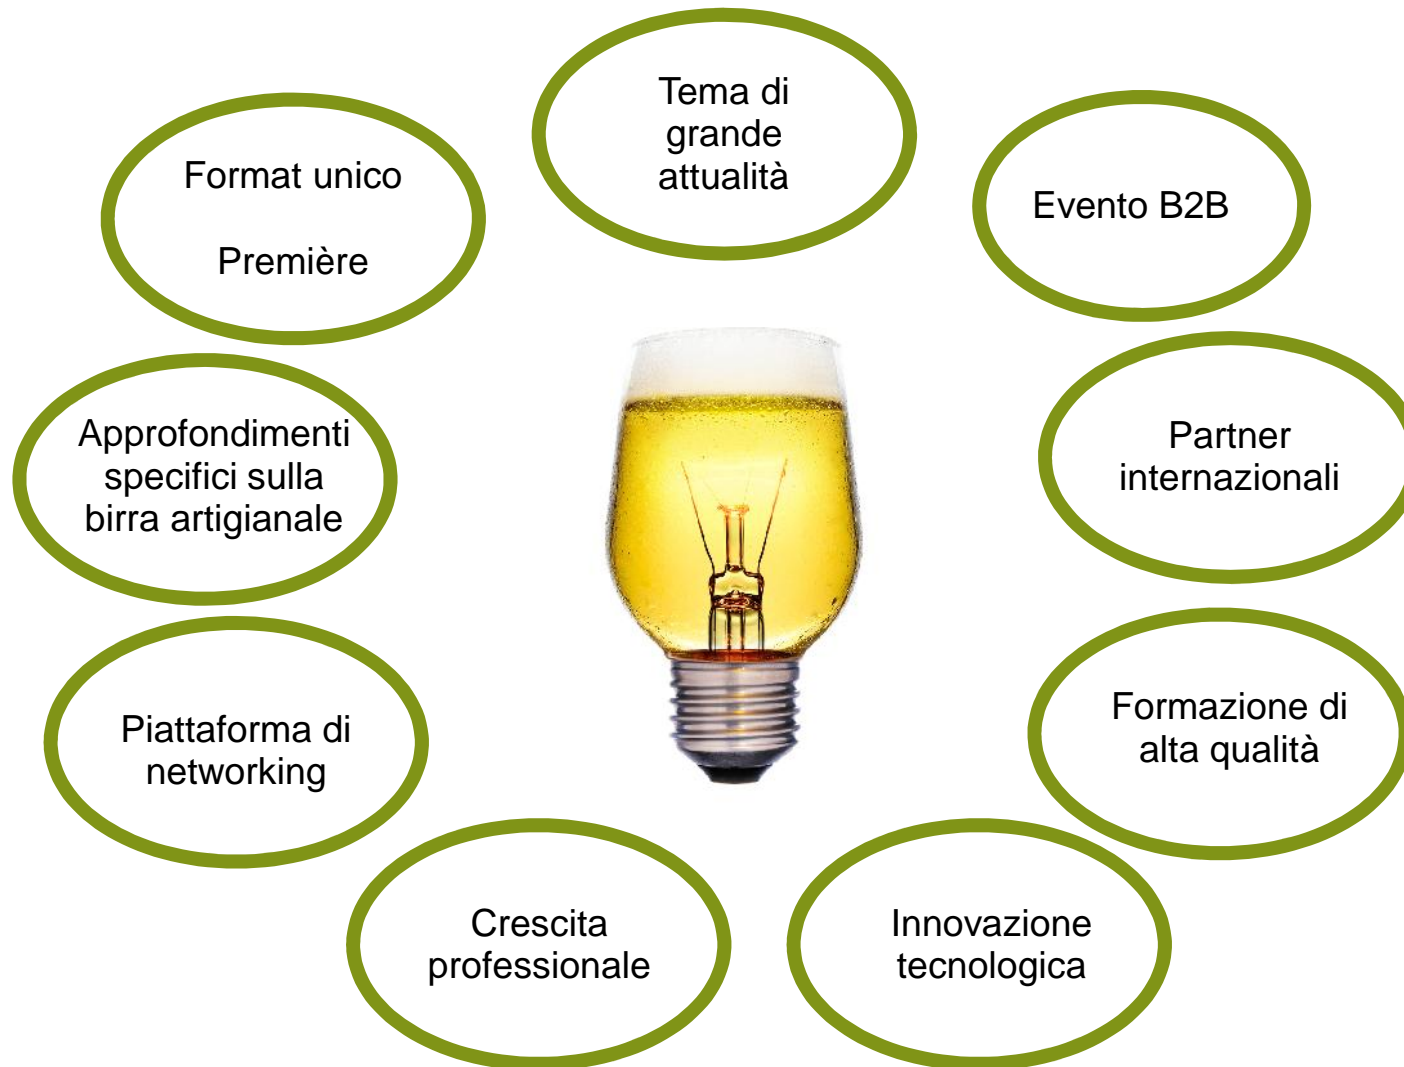 Tema di
grande
attualità
Format unico
Première
Evento B2B
Approfondimenti
specifici sulla
birra artigianale
Partner
internazionali
Piattaforma di
networking
Formazione di
alta qualità
Crescita
professionale
Innovazione
tecnologica